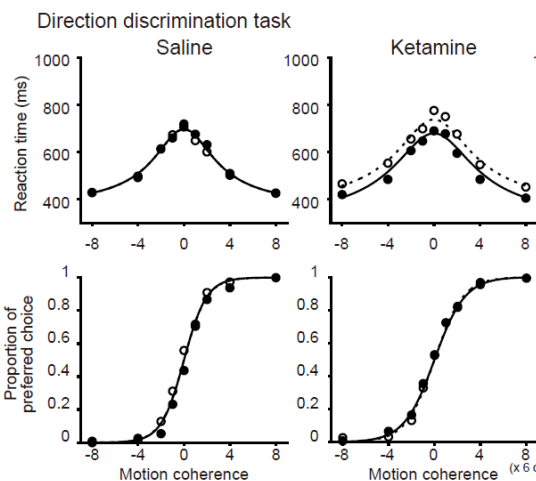 Direction discrimination task
Saline
Ketamine
Reaction time (ms)
1000
800
600
400
-8 -4 0 4 8
1000
800
600
400
-8 -4 0 4 8
Proportion of
preferred choice
1
0.8
0.6
0.4
0.2
0
-8 -4 0 4 8
Motion coherence
1
0.8
0.6
0.4
0.2
0
-8 -4 0 4 8
Motion coherence
(x 6